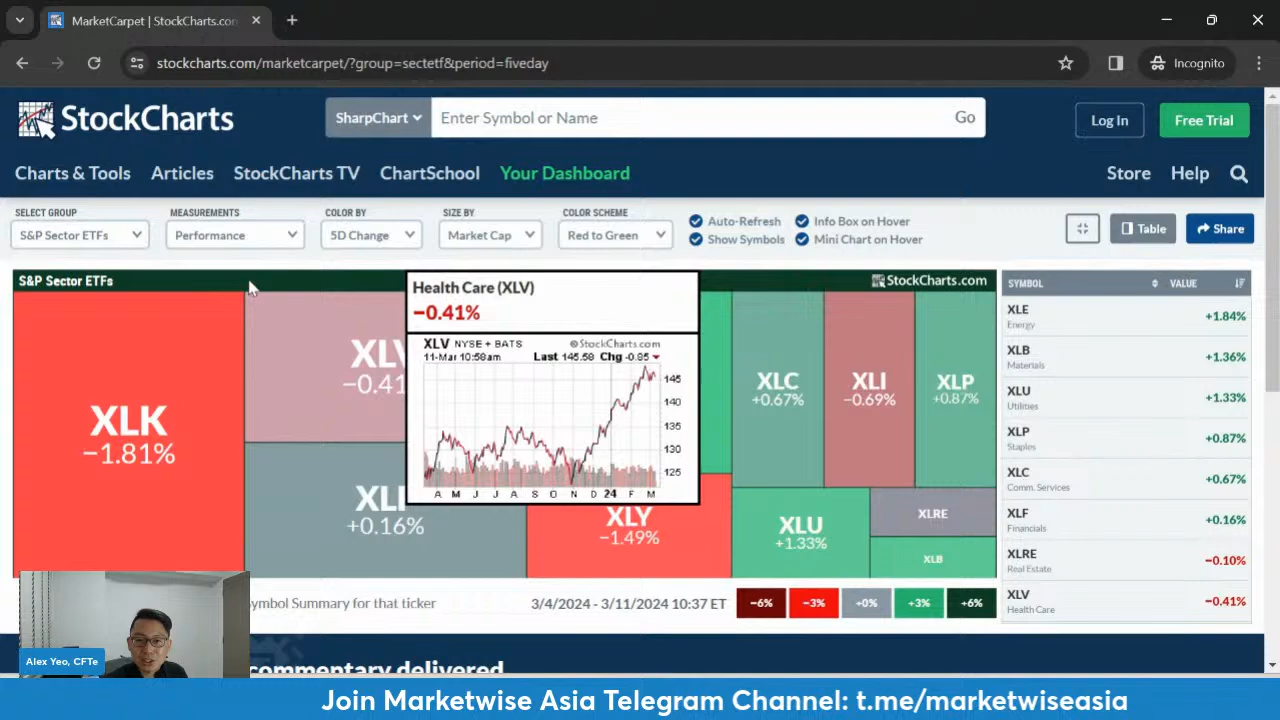 MarketCarpet | StockCharts.con
stockcharts.com/marketcarpet/?group=sectetf&period=fiveday
Incognito
StockCharts
SharpChart
Enter Symbol or Name
Go
Log In
Free Trial
Charts & Tools
Articles
StockCharts TV
ChartSchool
Your Dashboard
Store
Help
SELECT GROUP
MEASUREMENTS
COLOR BY
SIZE BY
COLOR SCHEME
S&P Sector ETFs
Performance
5D Change
Market Cap
Red to Green
Auto-Refresh
Info Box on Hover
Show Symbols
Mini Chart on Hover
Table
Share
S&P Sector ETFs
StockCharts.com
Health Care (XLV)
−0.41%
XLV NYSE + BATS
© StockCharts.com
11-Mar 10:58am
Last 145.58 Chg -0.85
145
140
135
130
125
A M J J A S O N D 24 F M
XLK
−1.81%
XLV
−0.41
+0.16%
XLY
−1.49%
XLC
+0.67%
XLI
−0.69%
XLP
+0.87%
XLU
+1.33%
XLRE
XLB
SYMBOL
VALUE
XLE
Energy
+1.84%
XLB
Materials
+1.36%
XLU
Utilities
+1.33%
XLP
Staples
+0.87%
XLC
Comm. Services
+0.67%
XLF
Financials
+0.16%
XLRE
Real Estate
−0.10%
XLV
Health Care
−0.41%
ymbol Summary for that ticker
3/4/2024 - 3/11/2024 10:37 ET
−6%
−3%
+0%
+3%
+6%
commentary delivered
Alex Yeo, CFTe
Join Marketwise Asia Telegram Channel: t.me/marketwiseasia